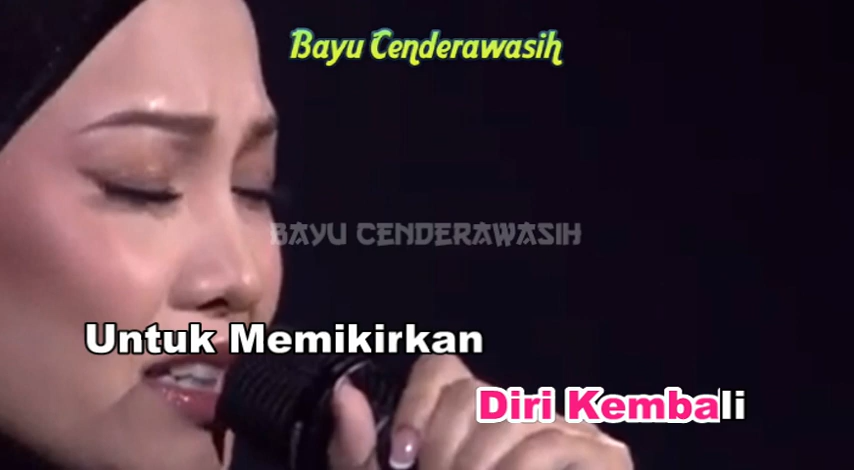 Bayu Cenderawasih
BAYU CENDERAWASIH
Untuk Memikirkan
Diri Kembali